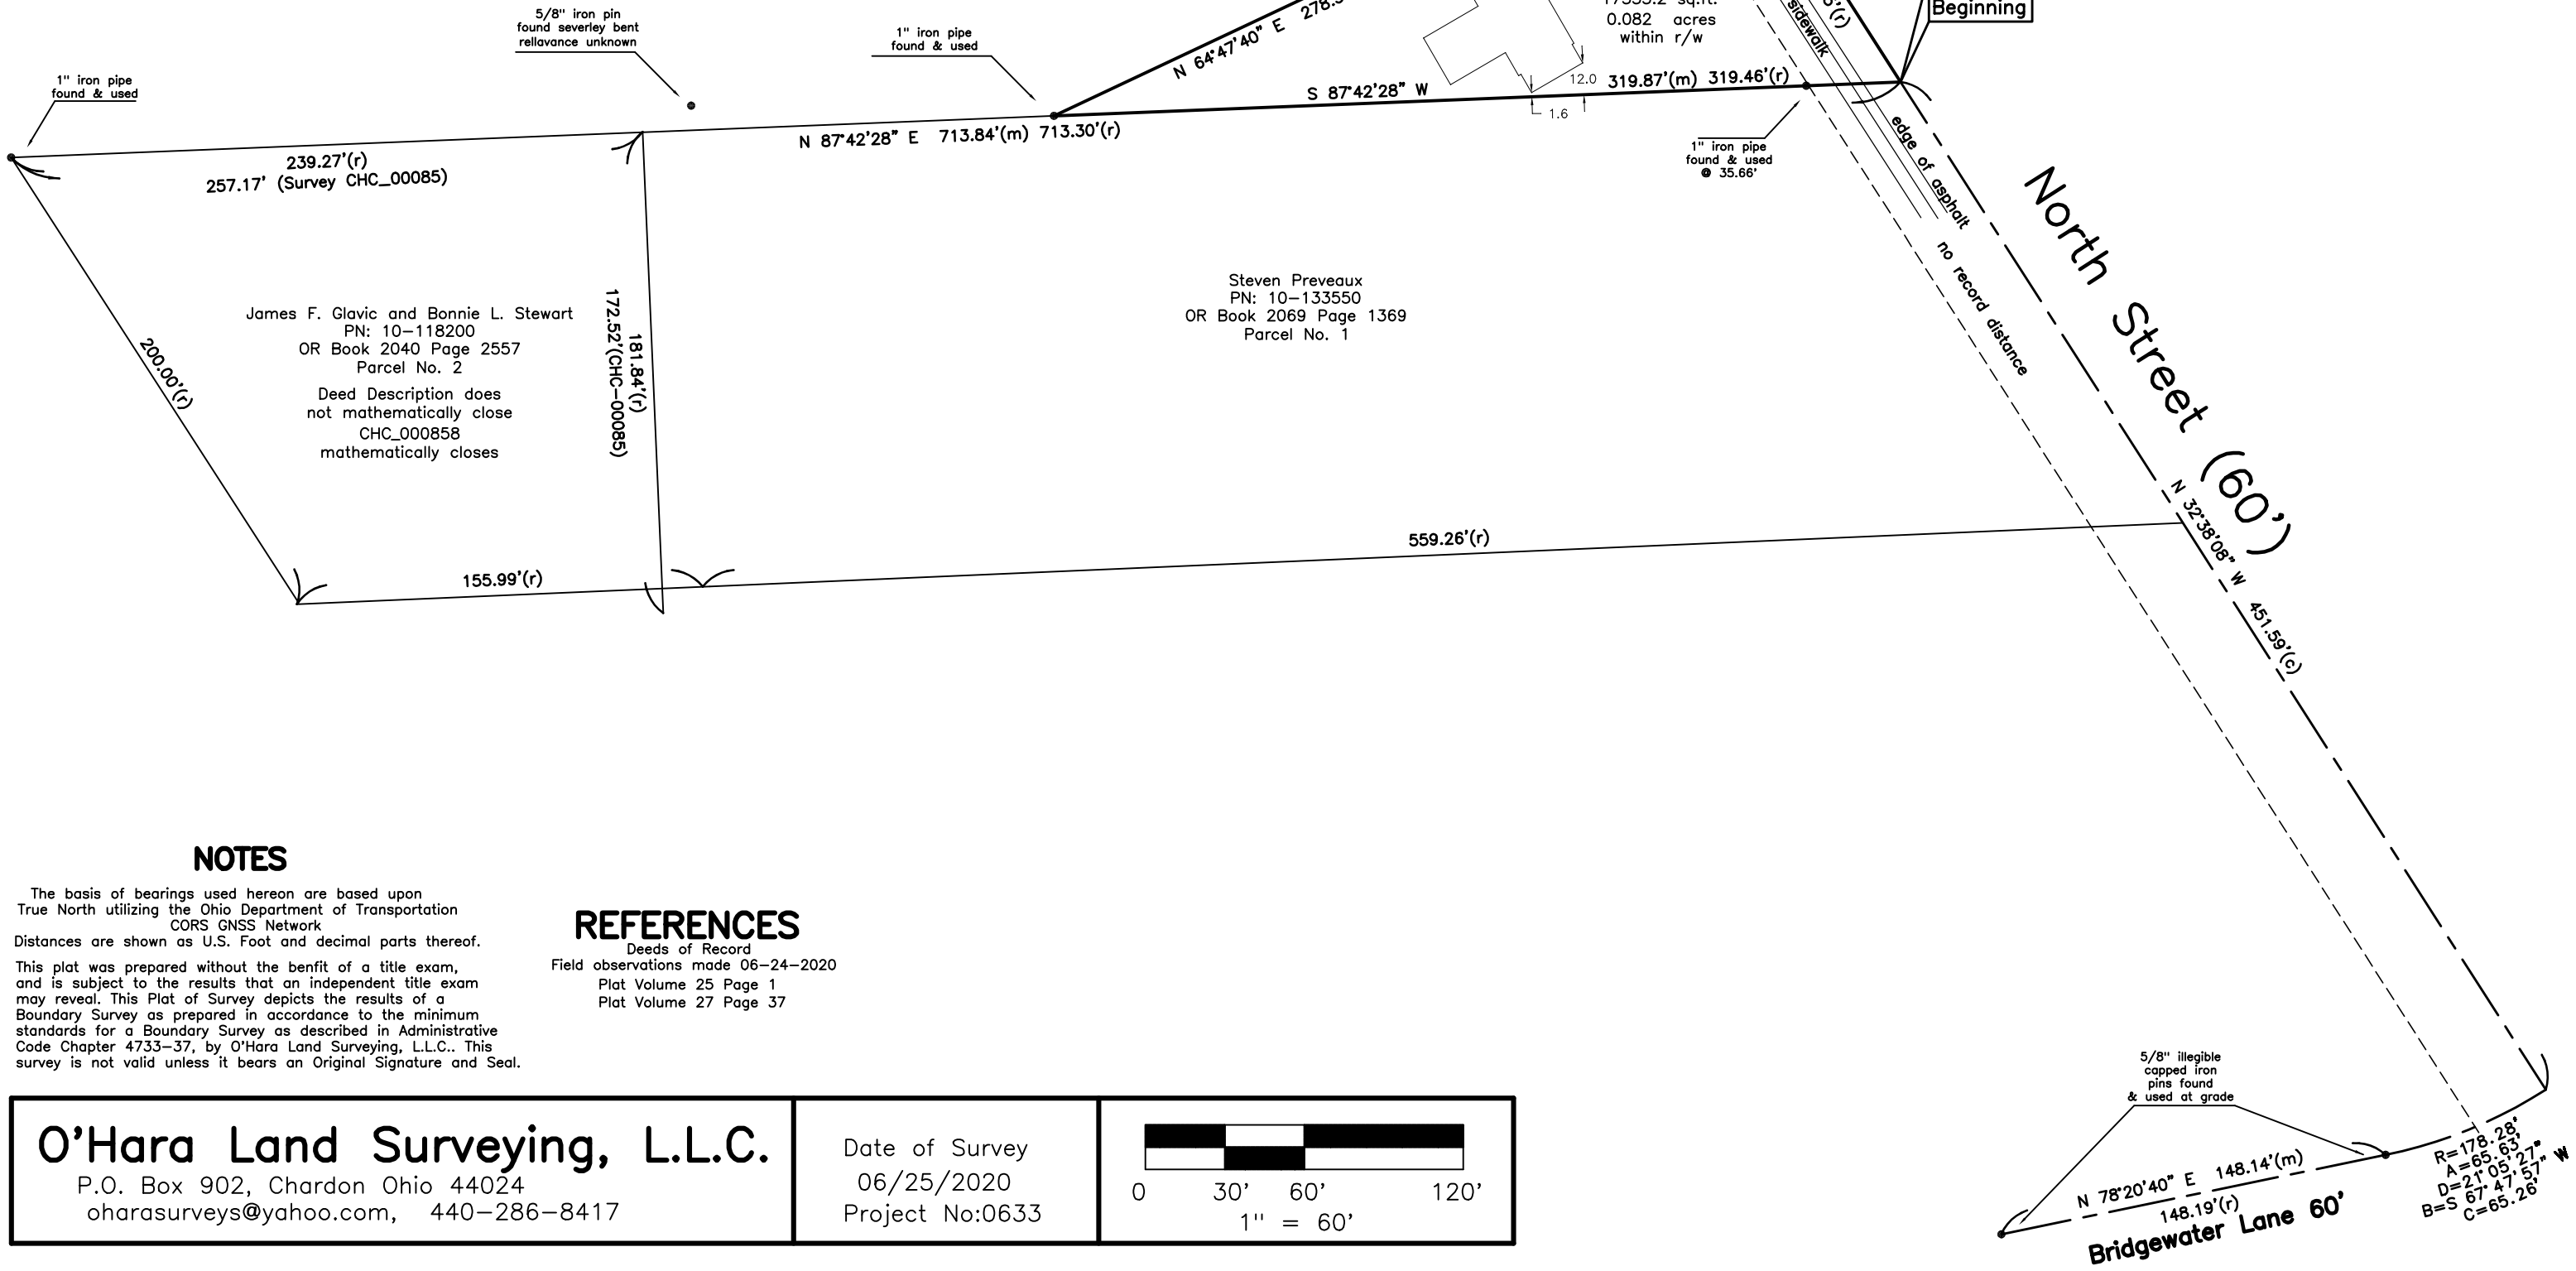 5/8" iron pin
found severley bent
rellavance unknown
1" iron pipe
found & used
1" iron pipe
found & used
N 64°47'40" E
sq.ft.
0.082 acres
within r/w
sidewalk
Beginning
12.0
1.6
S 87°42'28" W
319.87'(m) 319.46'(r)
N 87°42'28" E 713.84'(m) 713.30'(r)
239.27'(r)
257.17' (Survey CHC_00085)
1" iron pipe
found & used
@ 35.66'
edge of asphalt
no record distance
North Street (60')
N 32°38'08" W 451.59'(c)
200.00'(r)
James F. Glavic and Bonnie L. Stewart
PN: 10-118200
OR Book 2040 Page 2557
Parcel No. 2
Deed Description does
not mathematically close
CHC_000858
mathematically closes
181.84'(r)
172.52'(CHC-00085)
Steven Preveaux
PN: 10-133550
OR Book 2069 Page 1369
Parcel No. 1
155.99'(r)
559.26'(r)
NOTES
The basis of bearings used hereon are based upon
True North utilizing the Ohio Department of Transportation
CORS GNSS Network
Distances are shown as U.S. Foot and decimal parts thereof.
This plat was prepared without the benfit of a title exam,
and is subject to the results that an independent title exam
may reveal. This Plat of Survey depicts the results of a
Boundary Survey as prepared in accordance to the minimum
standards for a Boundary Survey as described in Administrative
Code Chapter 4733-37, by O'Hara Land Surveying, L.L.C.. This
survey is not valid unless it bears an Original Signature and Seal.
REFERENCES
Deeds of Record
Field observations made 06-24-2020
Plat Volume 25 Page 1
Plat Volume 27 Page 37
O'Hara Land Surveying, L.L.C.
P.O. Box 902, Chardon Ohio 44024
oharasurveys@yahoo.com, 440-286-8417
Date of Survey
06/25/2020
Project No:0633
0 30' 60' 120'
1" = 60'
5/8" illegible
capped iron
pins found
& used at grade
N 78°20'40" E 148.14'(m)
148.19'(r)
Bridgewater Lane 60'
R=178.28'
A=65.63'
D=21°05'27"
B=S 67°47'57" W
C=65.26'